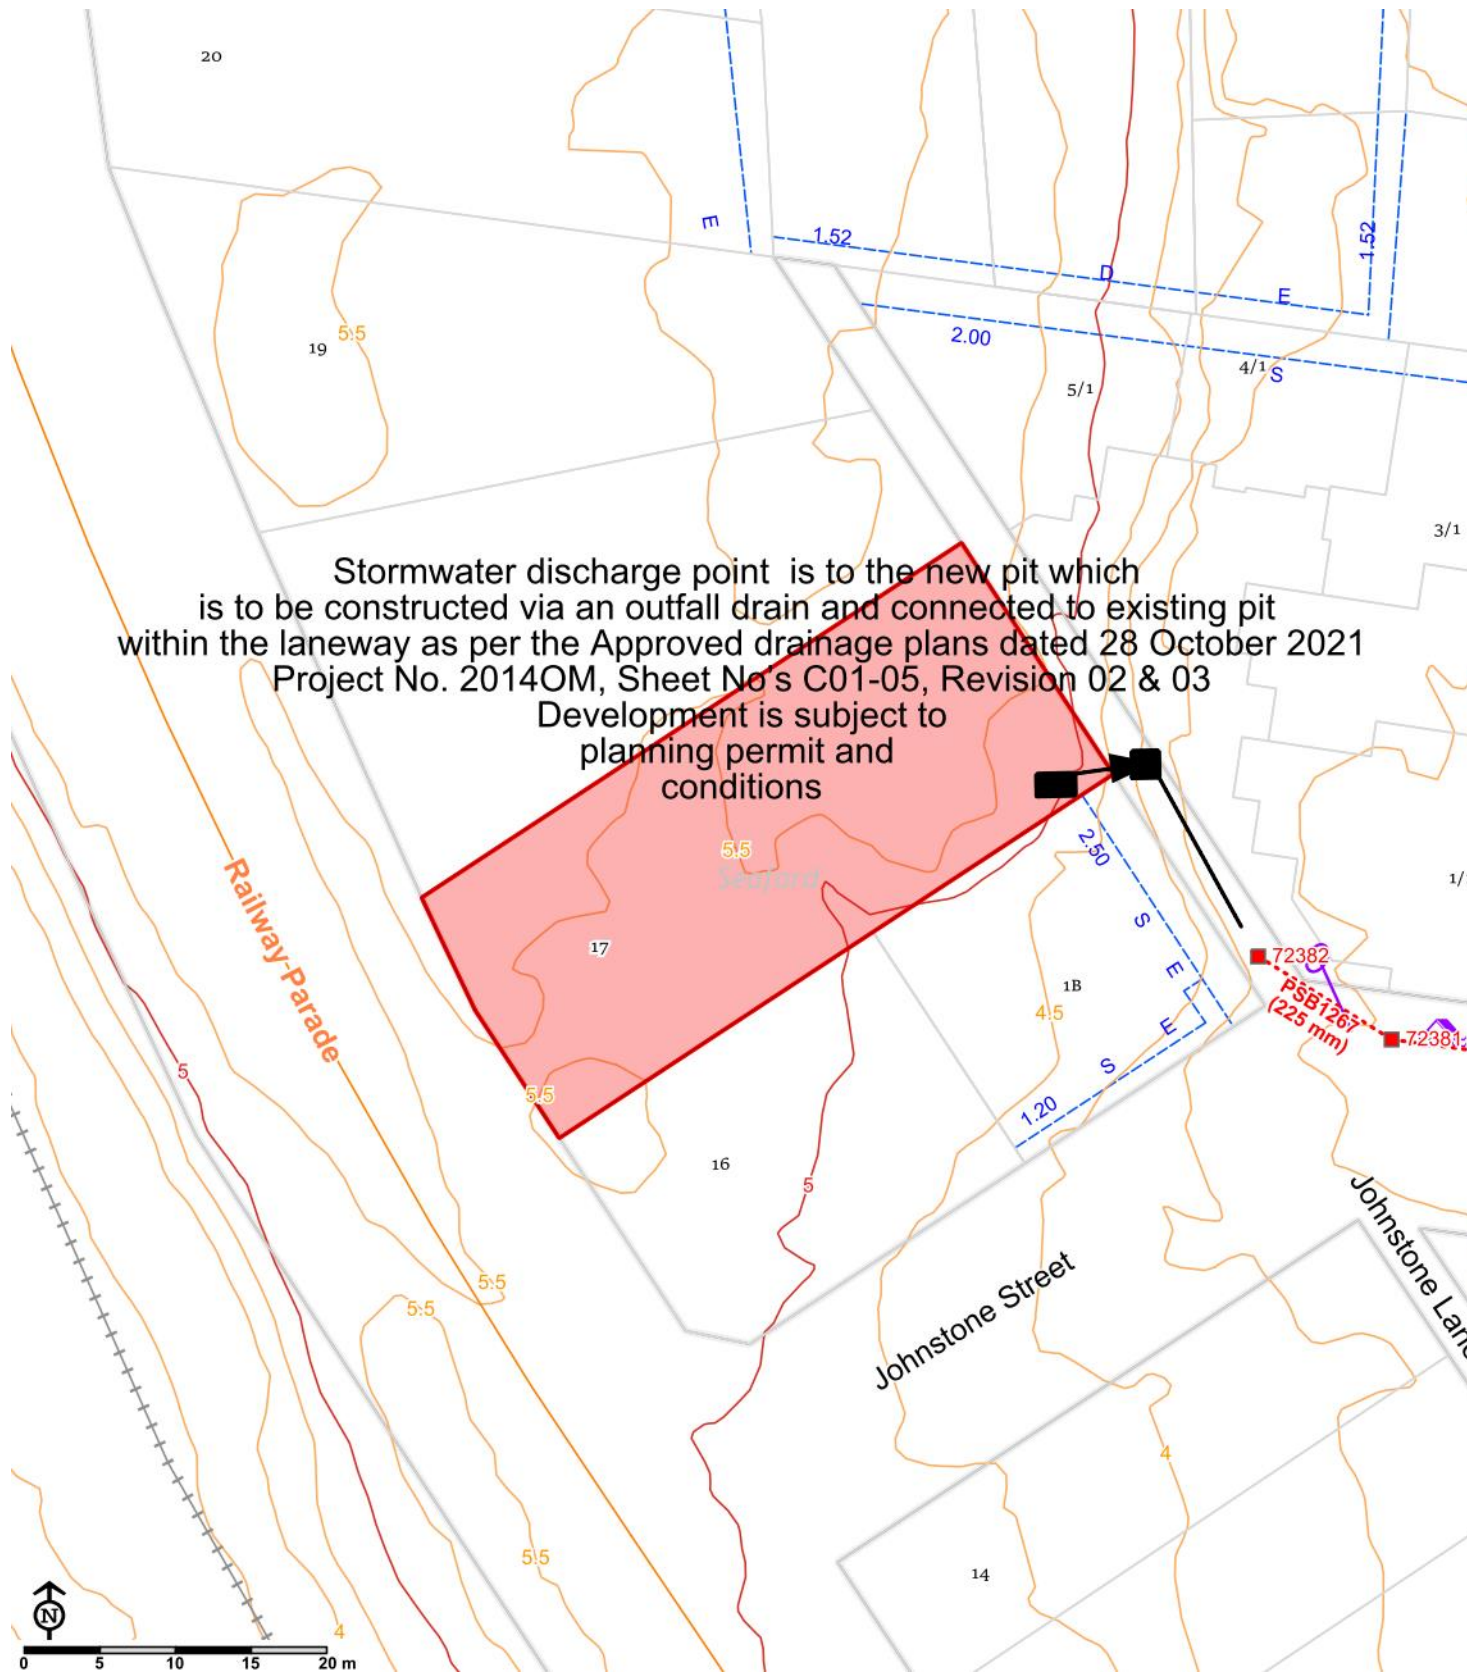 20
E
1.52
1.52
D
E
2.00
19
5.5
4/1
S
5/1
3/1
Stormwater discharge point is to the new pit which
is to be constructed via an outfall drain and connected to existing pit
within the laneway as per the Approved drainage plans dated 28 October 2021
Project No. 2014OM, Sheet No's C01-05, Revision 02 & 03
Development is subject to
planning permit and
conditions
2.50
5.5
Seaford
1/
S
17
72382
E
1B
4.5
PSB1267
(225 mm)
E
72381
Railway Parade
S
5
5.5
1.20
16
5
Johnstone Lane
5.5
5.5
Johnstone Street
4
5.5
14
N
4
0 5 10 15 20 m